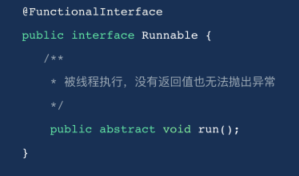 @FunctionalInterface
public interface Runnable {
/**
* 被线程执行，没有返回值也无法抛出异常
*/
public abstract void run();
}